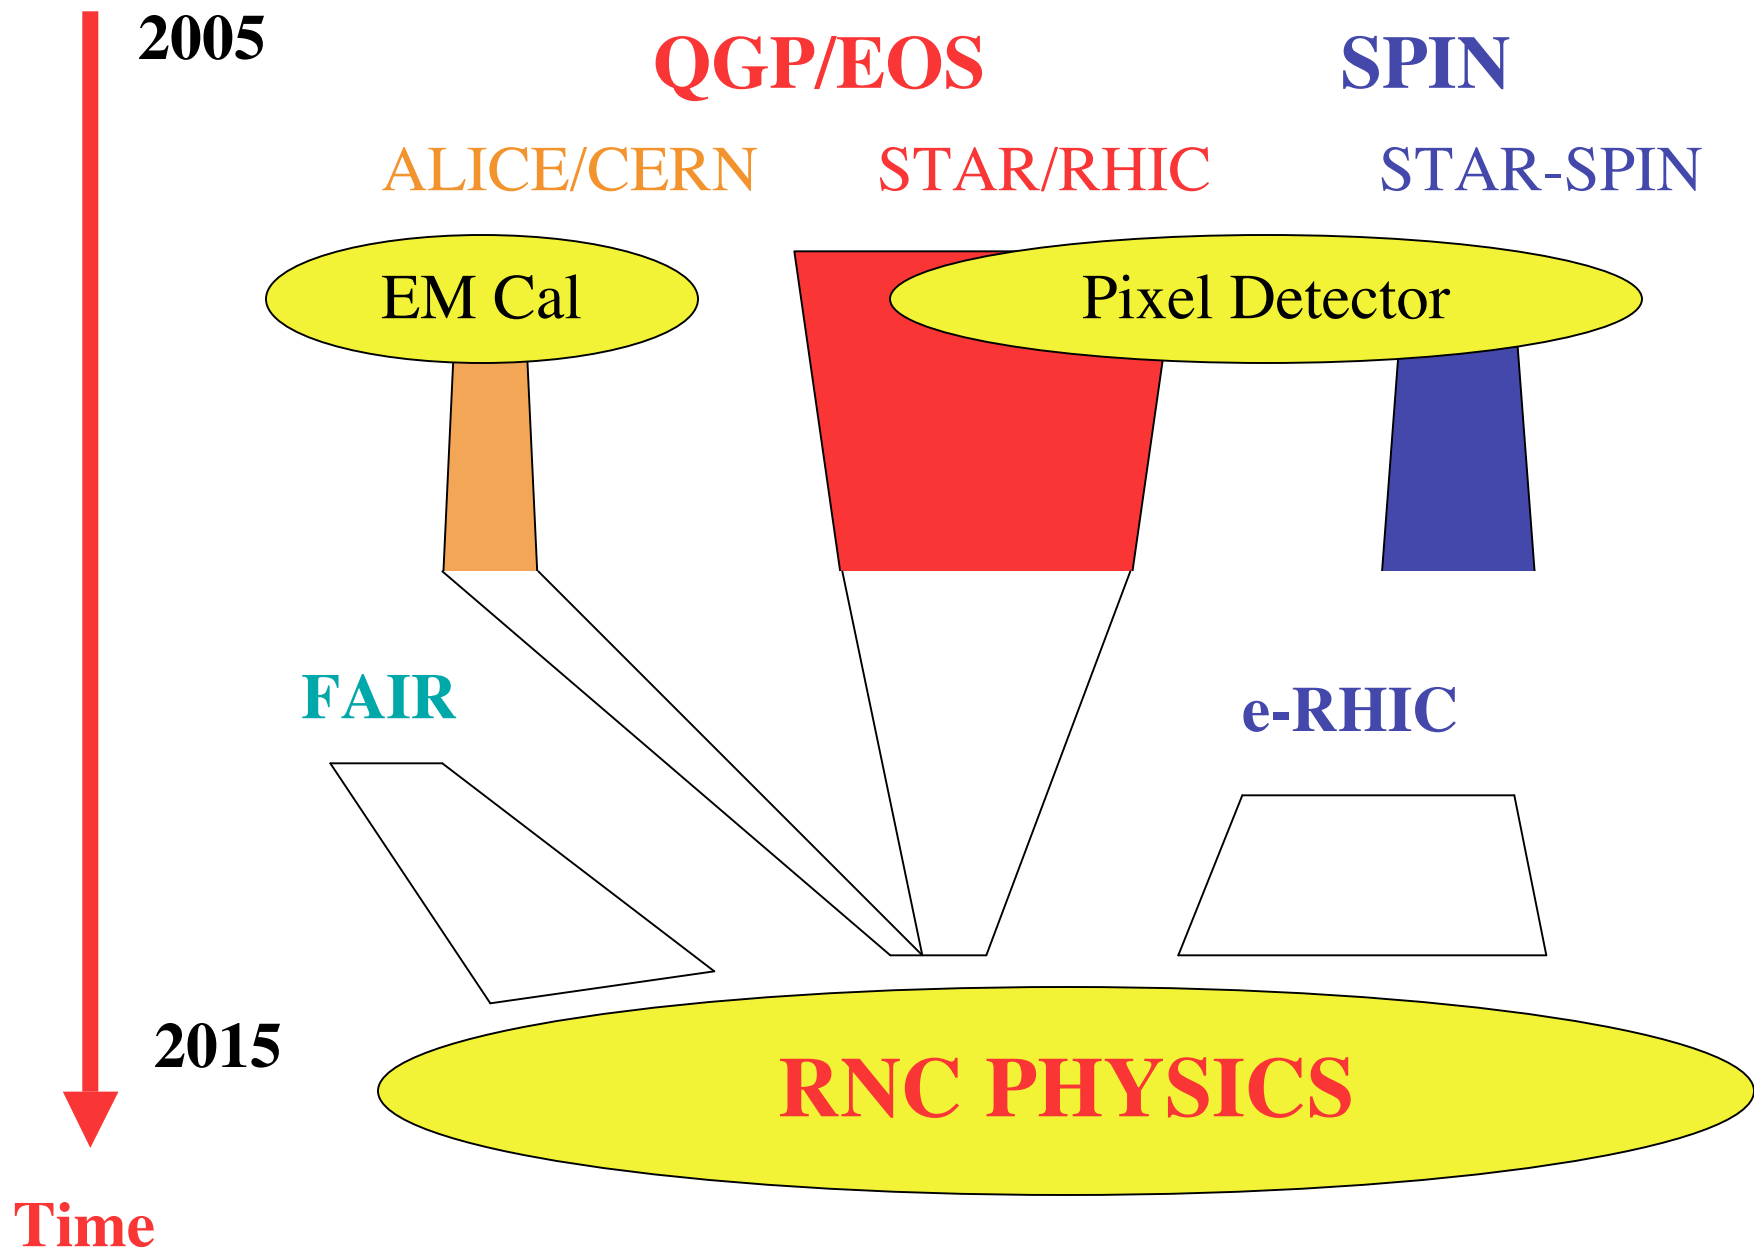 2005
QGP/EOS
SPIN
ALICE/CERN
STAR/RHIC
STAR-SPIN
EM Cal
Pixel Detector
FAIR
e-RHIC
2015
RNC PHYSICS
Time